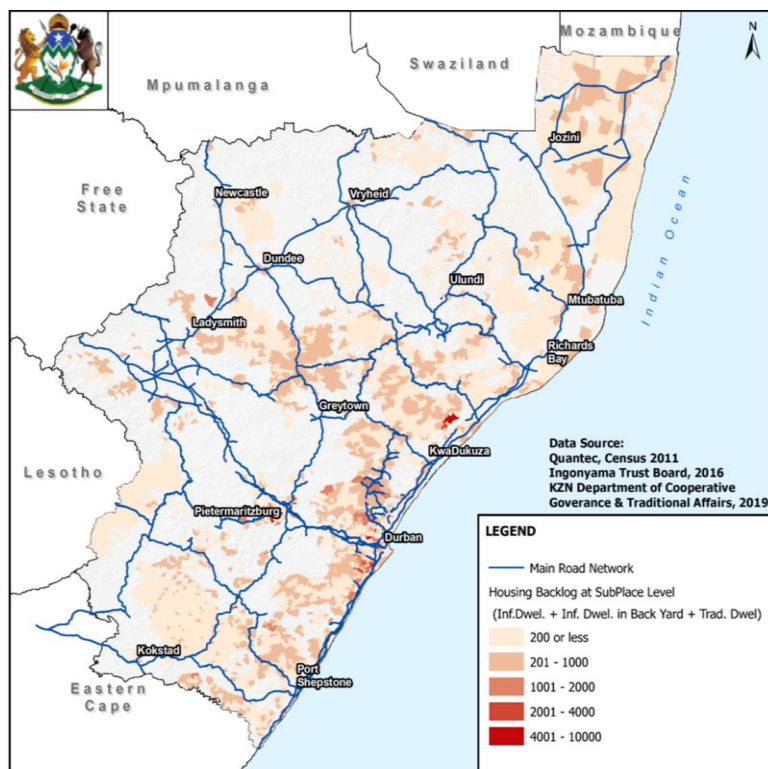 Mozambique
N
Swaziland
Mpumalanga
Jozini
Free
State
Newcastle
Vryheid
Indian Ocean
Dundee
Ulundi
Mtubatuba
Ladysmith
Richards
Bay
Greytown
KwaDukuza
Lesotho
Data Source:
Quantec, Census 2011
Ingonyama Trust Board, 2016
KZN Department of Cooperative
Goverance & Traditional Affairs, 2019
Pietermaritzburg
Durban
Kokstad
Port
Shepstone
Eastern
Cape
LEGEND
Main Road Network
Housing Backlog at SubPlace Level
(Inf.Dwel. + Inf. Dwel. in Back Yard + Trad. Dwel)
200 or less
201 - 1000
1001 - 2000
2001 - 4000
4001 - 10000